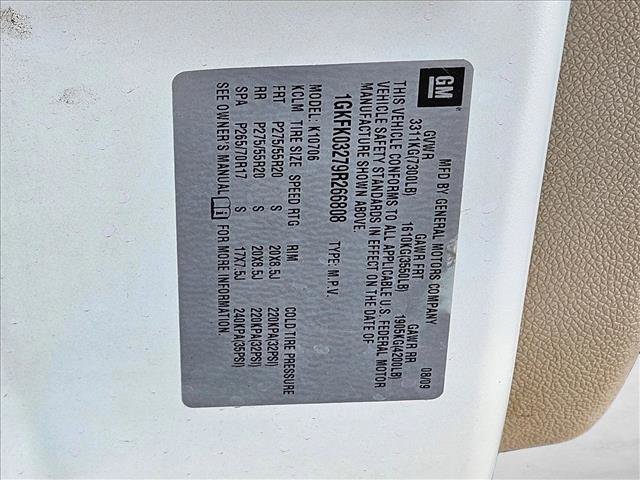 GM
MFD BY GENERAL MOTORS COMPANY 08/09
GVWR GAWR FRT GAWR RR
3311KG(7300LB) 1610KG(3550LB) 1905KG(4200LB)
THIS VEHICLE CONFORMS TO ALL APPLICABLE U.S. FEDERAL MOTOR
VEHICLE SAFETY STANDARDS IN EFFECT ON THE DATE OF
MANUFACTURE SHOWN ABOVE.
1GKFK03279R266808 TYPE: M.P.V.
MODEL: K10706
KCLM TIRE SIZE SPEED RTG RIM COLD TIRE PRESSURE
FRT P275/55R20 S 20X8.5J 220KPA(32PSI)
RR P275/55R20 S 20X8.5J 220KPA(32PSI)
SPA P265/70R17 S 17X7.5J 240KPA(35PSI)
SEE OWNER'S MANUAL FOR MORE INFORMATION.